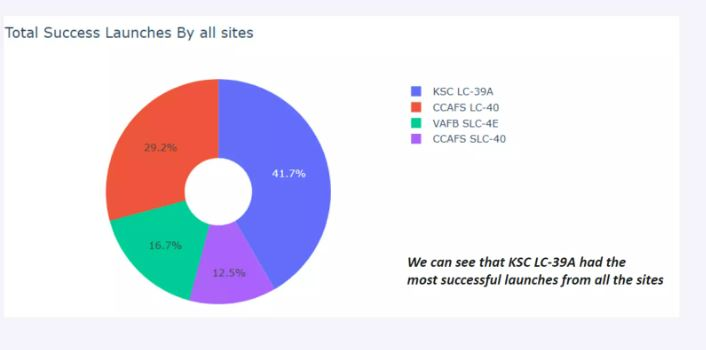 Total Success Launches By all sites
KSC LC-39A
CCAFS LC-40
VAFB SLC-4E
CCAFS SLC-40
29.2%
41.7%
16.7%
12.5%
We can see that KSC LC-39A had the
most successful launches from all the sites